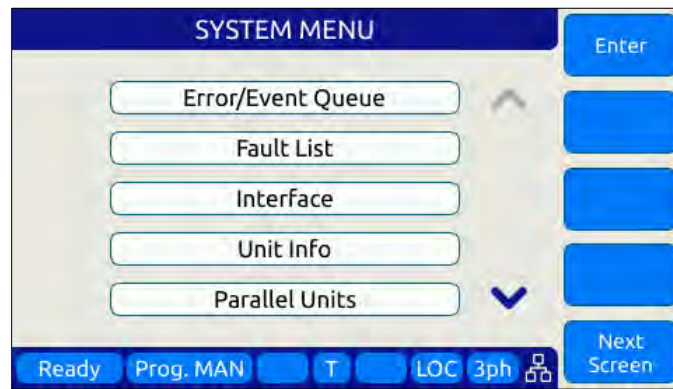 SYSTEM MENU
Enter
Error/Event Queue
Fault List
Interface
Unit Info
Parallel Units
Next
Screen
Ready Prog. MAN T LOC 3ph